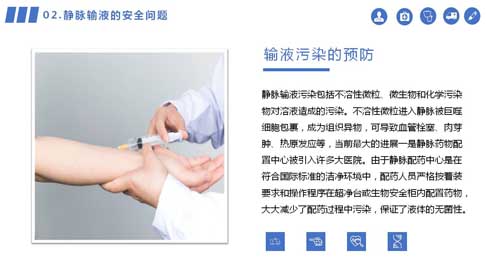 02.静脉输液的安全问题
输液污染的预防
静脉输液污染包括不溶性微粒、微生物和化学污染
物对溶液造成的污染。不溶性微粒进入静脉被巨噬
细胞包裹，成为组织异物，可导致血管栓塞、肉芽
肿、热原发应等，当前最大的进展一是静脉药物配
置中心被引入许多大医院。由于静脉配药中心是在
符合国际标准的洁净环境中，配药人员严格按着装
要求和操作程序在超净台或生物安全柜内配置药物，
大大减少了配药过程中污染，保证了液体的无菌性。